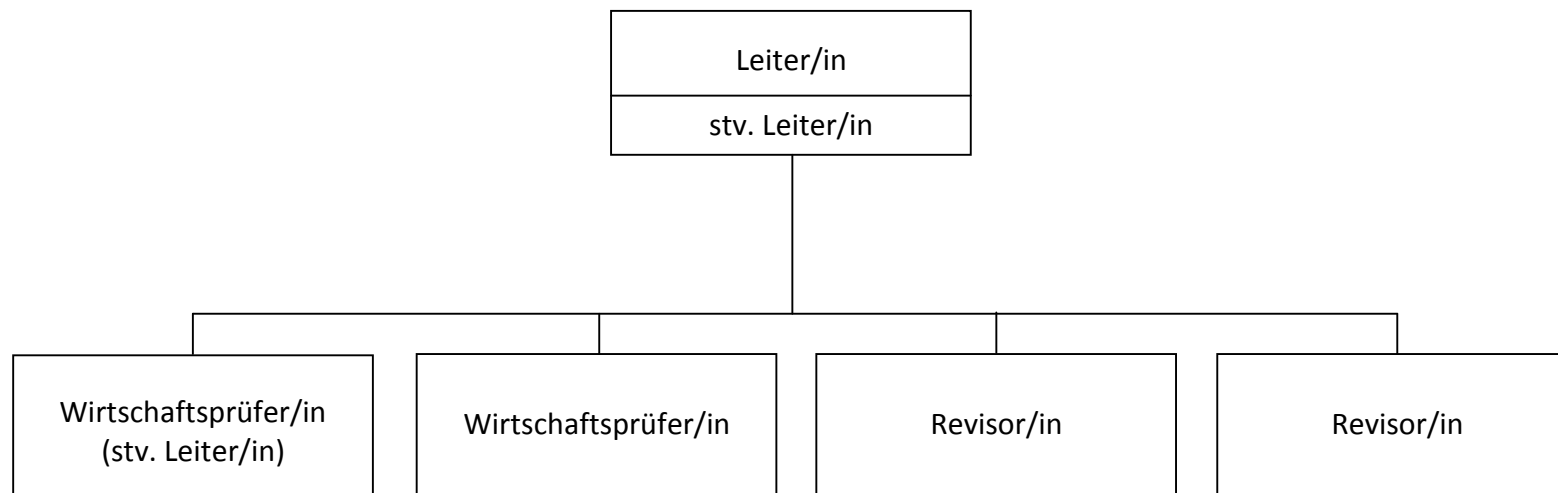 Leiter/in
stv. Leiter/in
Wirtschaftsprüfer/in
(stv. Leiter/in)
Wirtschaftsprüfer/in
Revisor/in
Revisor/in